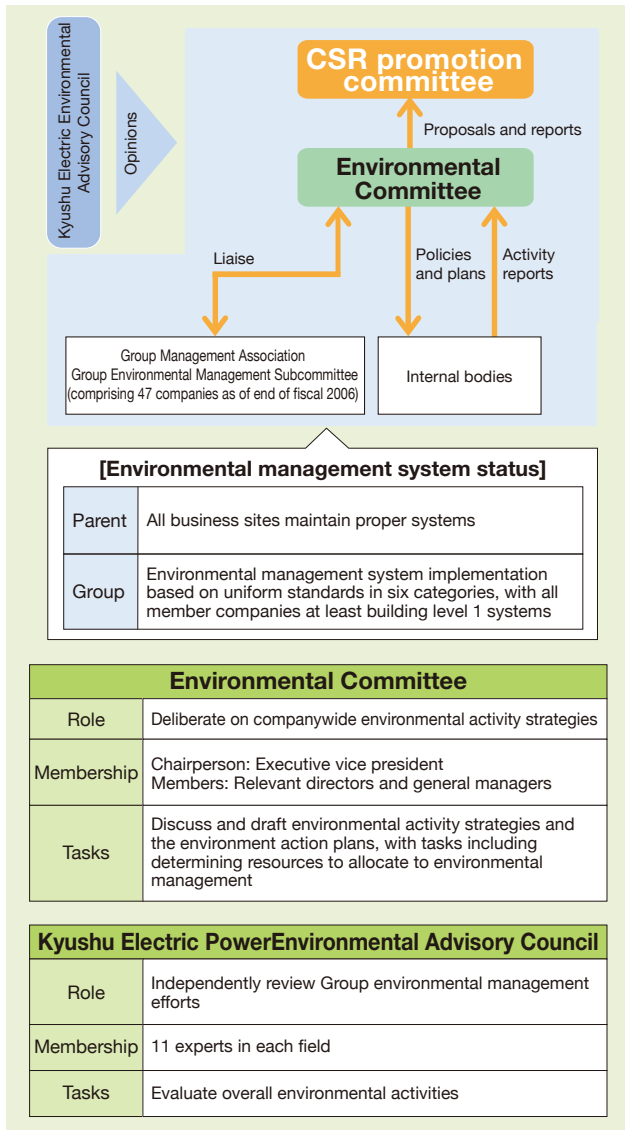 Kyushu Electric Environmental
Advisory Council
Opinions
CSR promotion
committee
Proposals and reports
Environmental
Committee
Liaise
Policies
and plans
Activity
reports
Group Management Association
Group Environmental Management Subcommittee
(comprising 47 companies as of end of fiscal 2006)
Internal bodies
[Environmental management system status]
Parent
All business sites maintain proper systems
Group
Environmental management system implementation
based on uniform standards in six categories, with all
member companies at least building level 1 systems
Environmental Committee
Role
Deliberate on companywide environmental activity strategies
Membership
Chairperson: Executive vice president
Members: Relevant directors and general managers
Tasks
Discuss and draft environmental activity strategies and
the environment action plans, with tasks including
determining resources to allocate to environmental
management
Kyushu Electric PowerEnvironmental Advisory Council
Role
Independently review Group environmental management
efforts
Membership
11 experts in each field
Tasks
Evaluate overall environmental activities